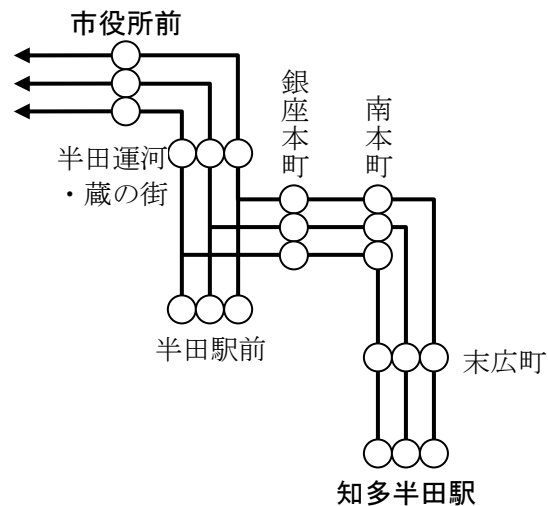 市役所前
銀座本町
南本町
半田運河
・蔵の街
半田駅前
末広町
知多半田駅